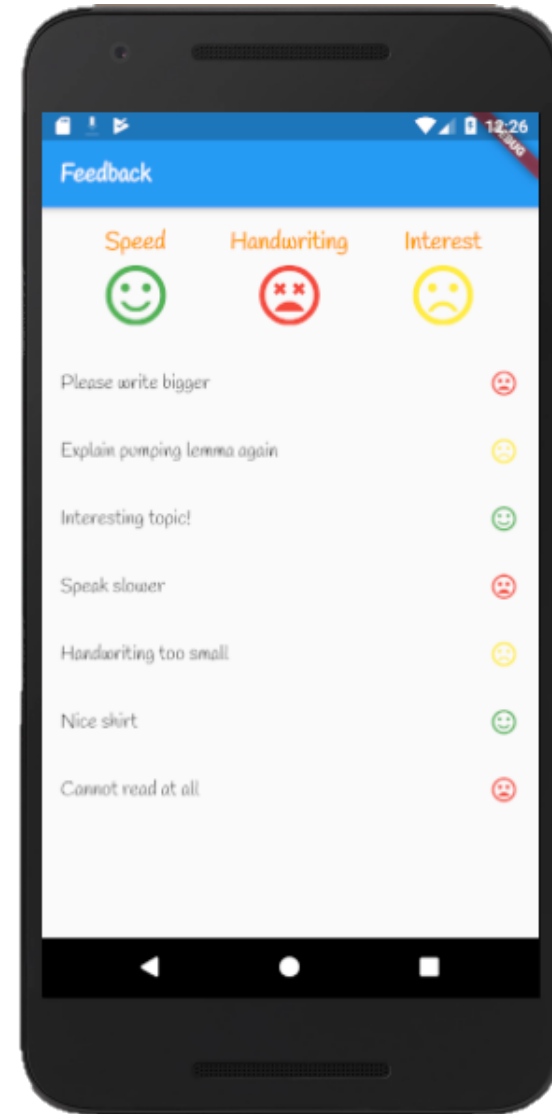 12:26
DEBUG
Feedback
Speed Handwriting Interest
Please write bigger
Explain pumping lemma again
Interesting topic!
Speak slower
Handwriting too small
Nice shirt
Cannot read at all